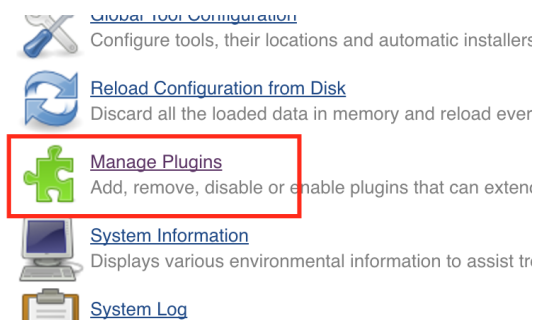 Global Tool Configuration
Configure tools, their locations and automatic installers
Reload Configuration from Disk
Discard all the loaded data in memory and reload ever
Manage Plugins
Add, remove, disable or enable plugins that can exten
System Information
Displays various environmental information to assist tr
System Log